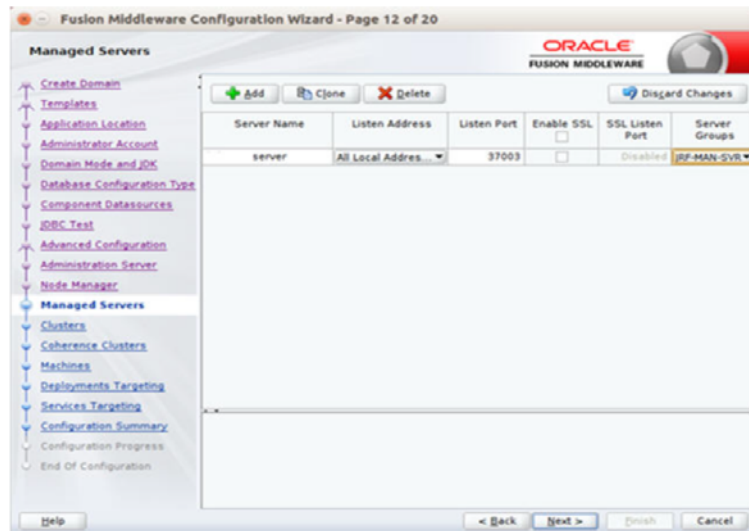 Fusion Middleware Configuration Wizard - Page 12 of 20
Managed Servers
ORACLE
FUSION MIDDLEWARE
Create Domain
Templates
Application Location
Administrator Account
Domain Mode and JDK
Database Configuration Type
Component Datasources
JDBC Test
Advanced Configuration
Administration Server
Node Manager
Managed Servers
Clusters
Coherence Clusters
Machines
Deployments Targeting
Services Targeting
Configuration Summary
Configuration Progress
End Of Configuration
Add Clone Delete Discard Changes
Server Name Listen Address Listen Port Enable SSL SSL Listen Port Server Groups
server All Local Addres... 37003 Disabled JRF-MAN-SVR
Help < Back Next > Finish Cancel